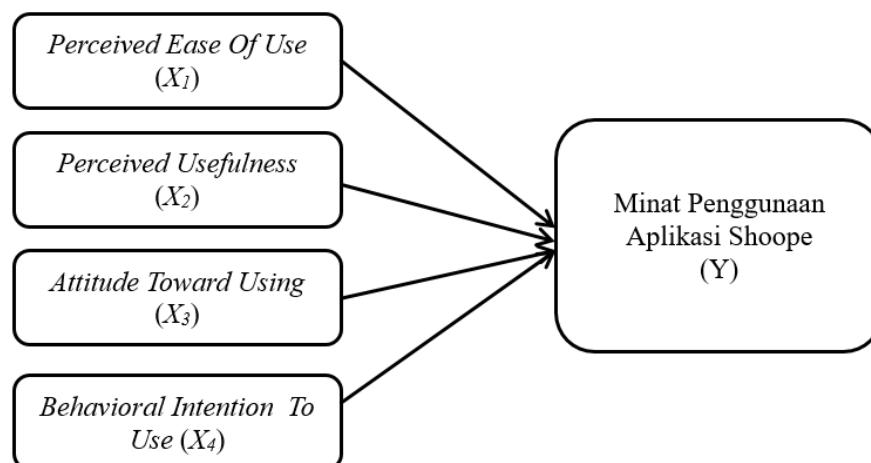 Perceived Ease Of Use
(X1)
Perceived Usefulness
(X2)
Attitude Toward Using
(X3)
Behavioral Intention To
Use (X4)
Minat Penggunaan
Aplikasi Shoope
(Y)